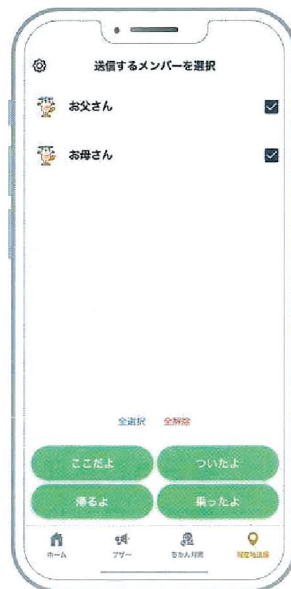 送信するメンバーを選択
お父さん
お母さん
全選択 全解除
ここだよ ついたよ
帰るよ 乗ったよ
ホーム ブザー ちかん対策 現在地送信